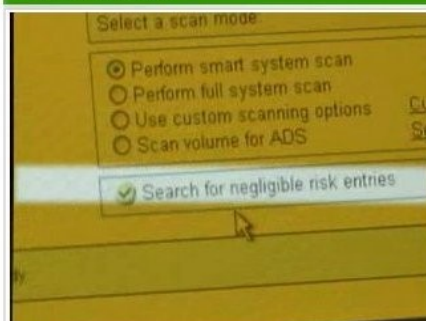 Select a scan mode:
Perform smart system scan
Perform full system scan
Use custom scanning options
Scan volume for ADS
Search for negligible risk entries